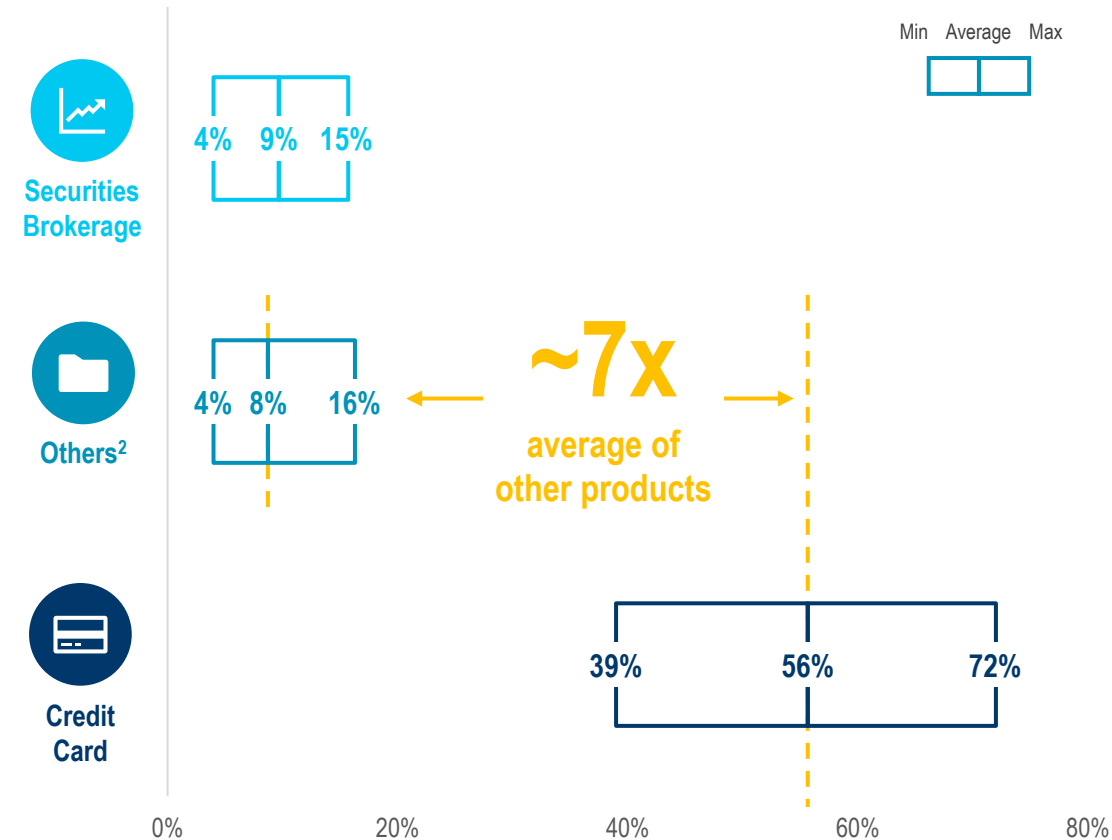 Min Average Max
4% 9% 15%
Securities
Brokerage
4% 8% 16%
Others²
~7x
average of
other products
39% 56% 72%
Credit
Card
0% 20% 40% 60% 80%